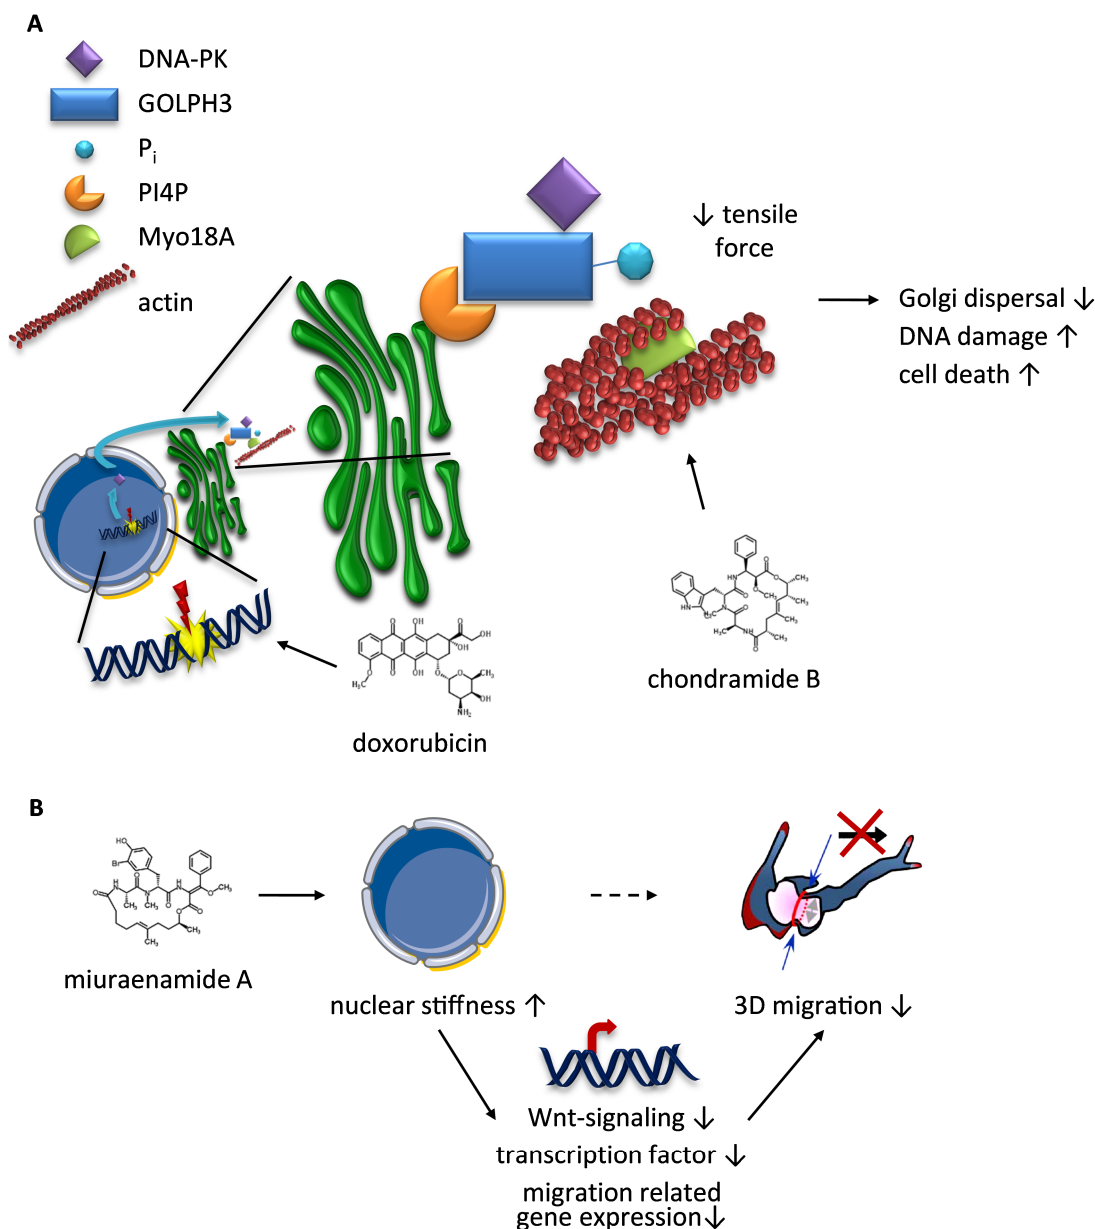 A
DNA-PK
GOLPH3
Pi
PI4P
Myo18A
actin
↓ tensile
force
Golgi dispersal ↓
DNA damage ↑
cell death ↑
doxorubicin
chondramide B
B
miuraenamide A
nuclear stiffness ↑
3D migration ↓
Wnt-signaling ↓
transcription factor ↓
migration related
gene expression↓